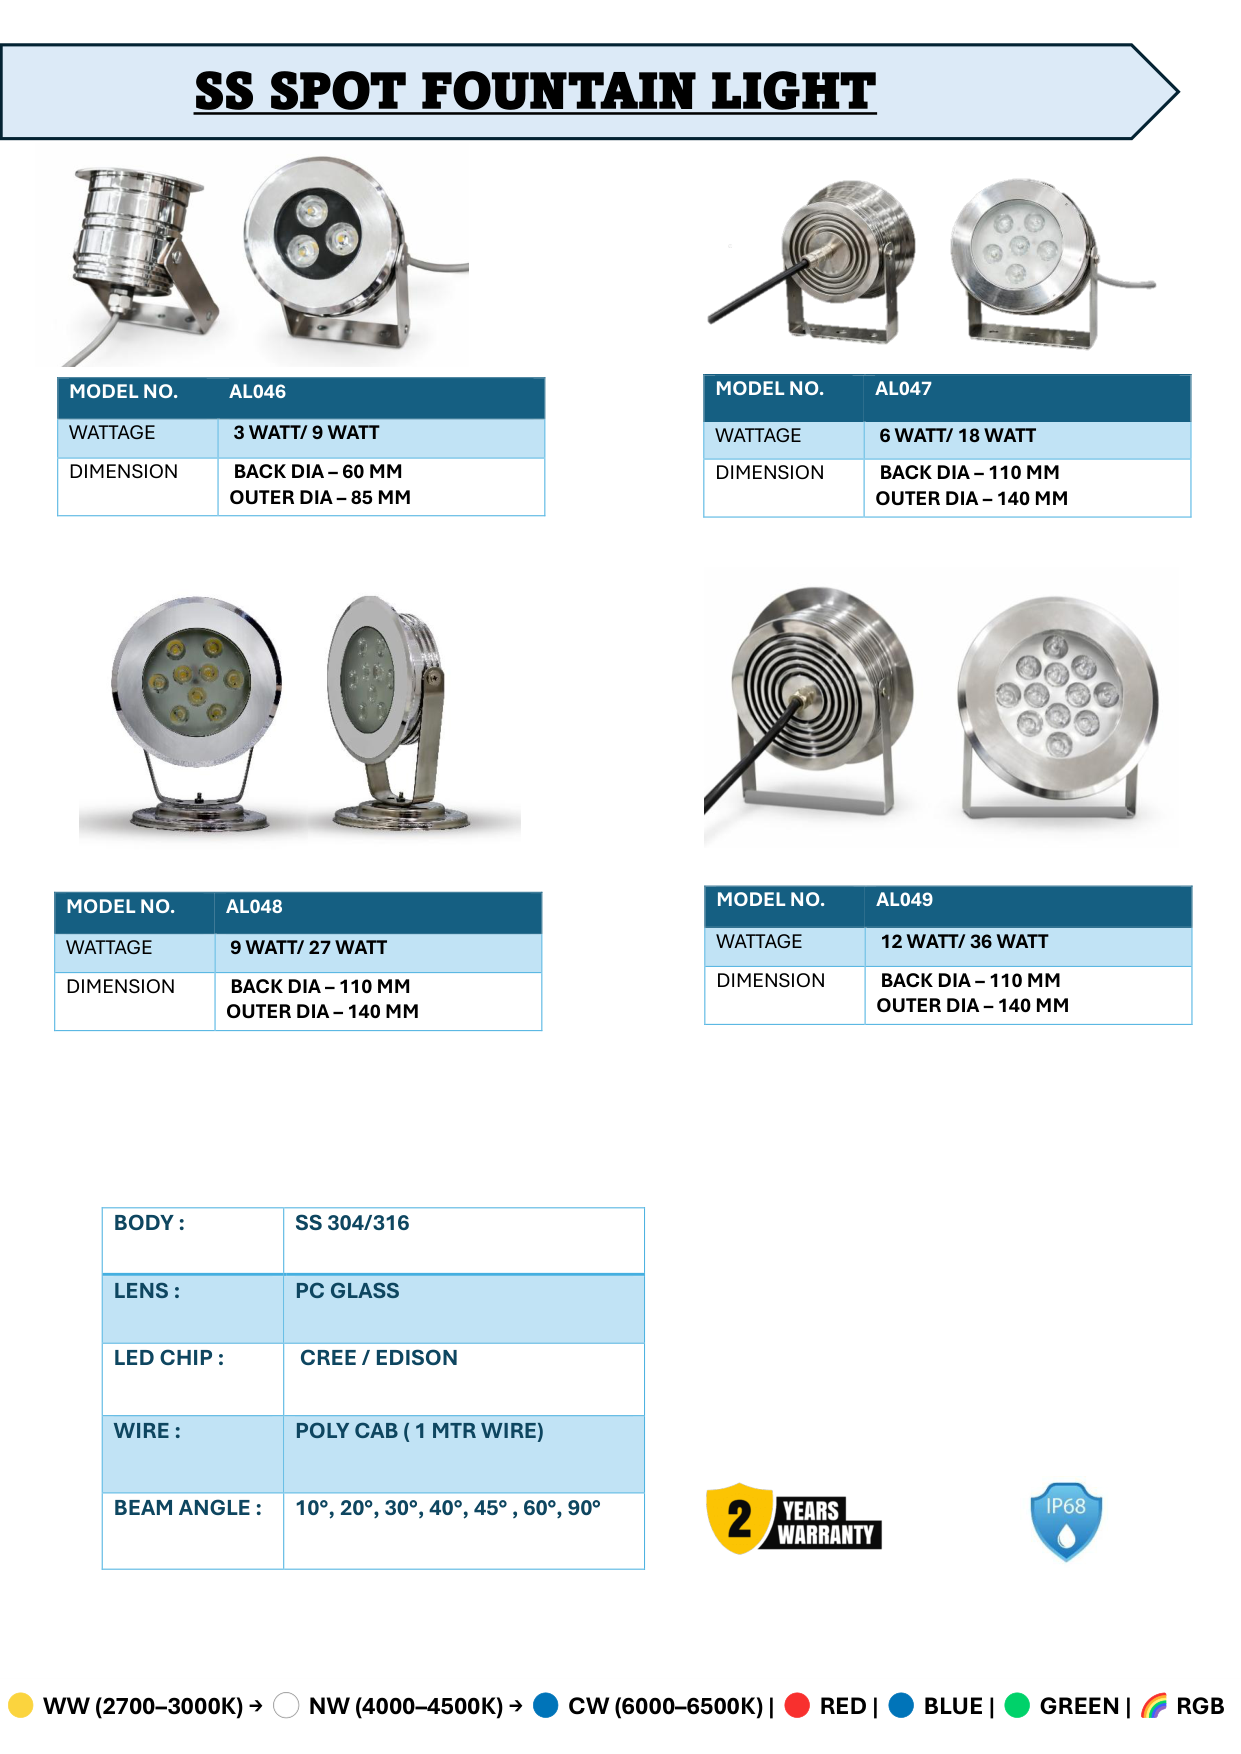 SS SPOT FOUNTAIN LIGHT
MODEL NO. AL046
WATTAGE 3 WATT/ 9 WATT
DIMENSION BACK DIA – 60 MM
OUTER DIA – 85 MM
MODEL NO. AL047
WATTAGE 6 WATT/ 18 WATT
DIMENSION BACK DIA – 110 MM
OUTER DIA – 140 MM
MODEL NO. AL048
WATTAGE 9 WATT/ 27 WATT
DIMENSION BACK DIA – 110 MM
OUTER DIA – 140 MM
MODEL NO. AL049
WATTAGE 12 WATT/ 36 WATT
DIMENSION BACK DIA – 110 MM
OUTER DIA – 140 MM
BODY : SS 304/316
LENS : PC GLASS
LED CHIP : CREE / EDISON
WIRE : POLY CAB ( 1 MTR WIRE)
BEAM ANGLE : 10°, 20°, 30°, 40°, 45° , 60°, 90°
2 YEARS
WARRANTY
IP68
WW (2700–3000K) → NW (4000–4500K) → CW (6000–6500K) | RED | BLUE | GREEN | RGB